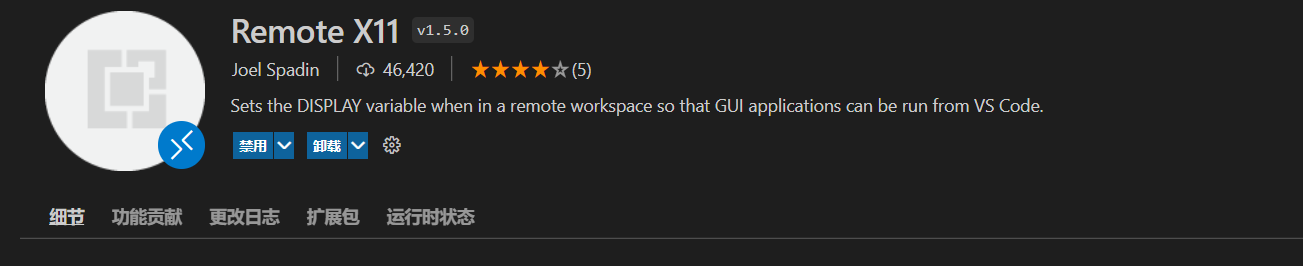 Remote X11 v1.5.0
Joel Spadin 46,420 (5)
Sets the DISPLAY variable when in a remote workspace so that GUI applications can be run from VS Code.
禁用 卸载
细节 功能贡献 更改日志 扩展包 运行时状态